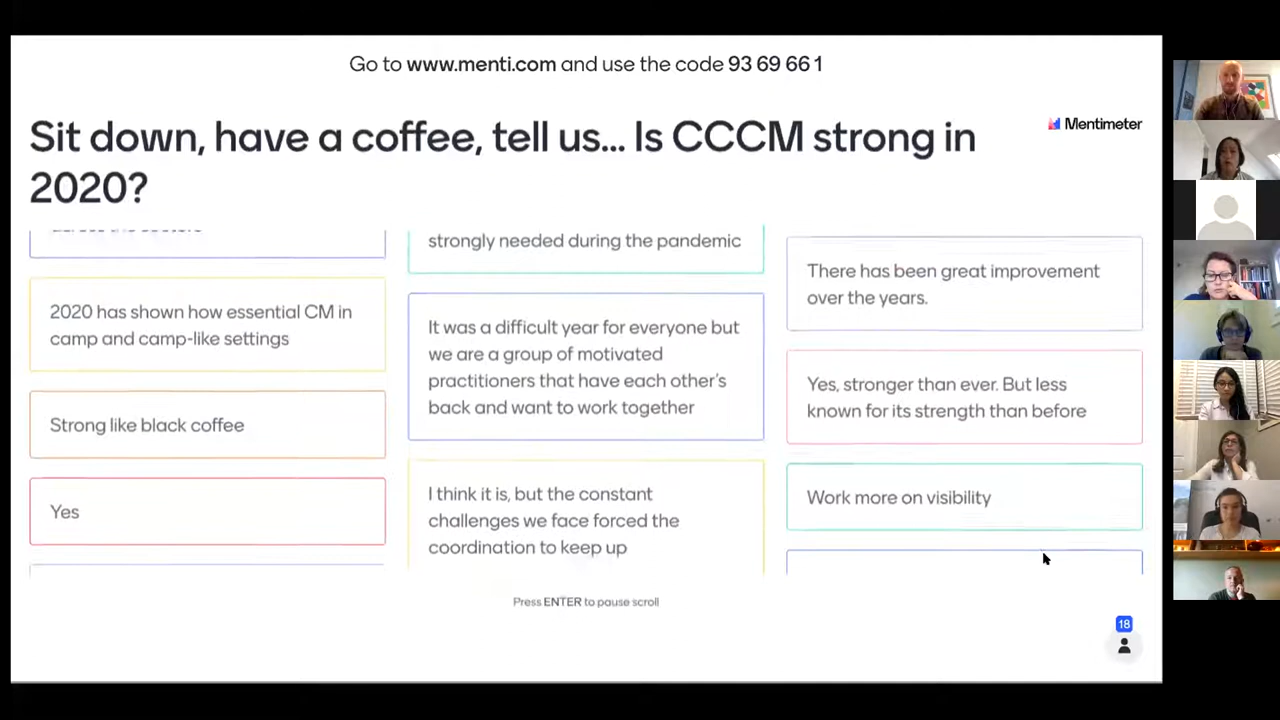 Go to www.menti.com and use the code 93 69 66 1
Sit down, have a coffee, tell us... Is CCCM strong in
2020?
Mentimeter
2020 has shown how essential CM in
camp and camp-like settings
Strong like black coffee
Yes
strongly needed during the pandemic
It was a difficult year for everyone but
we are a group of motivated
practitioners that have each other's
back and want to work together
I think it is, but the constant
challenges we face forced the
coordination to keep up
There has been great improvement
over the years.
Yes, stronger than ever. But less
known for its strength than before
Work more on visibility
Press ENTER to pause scroll
18